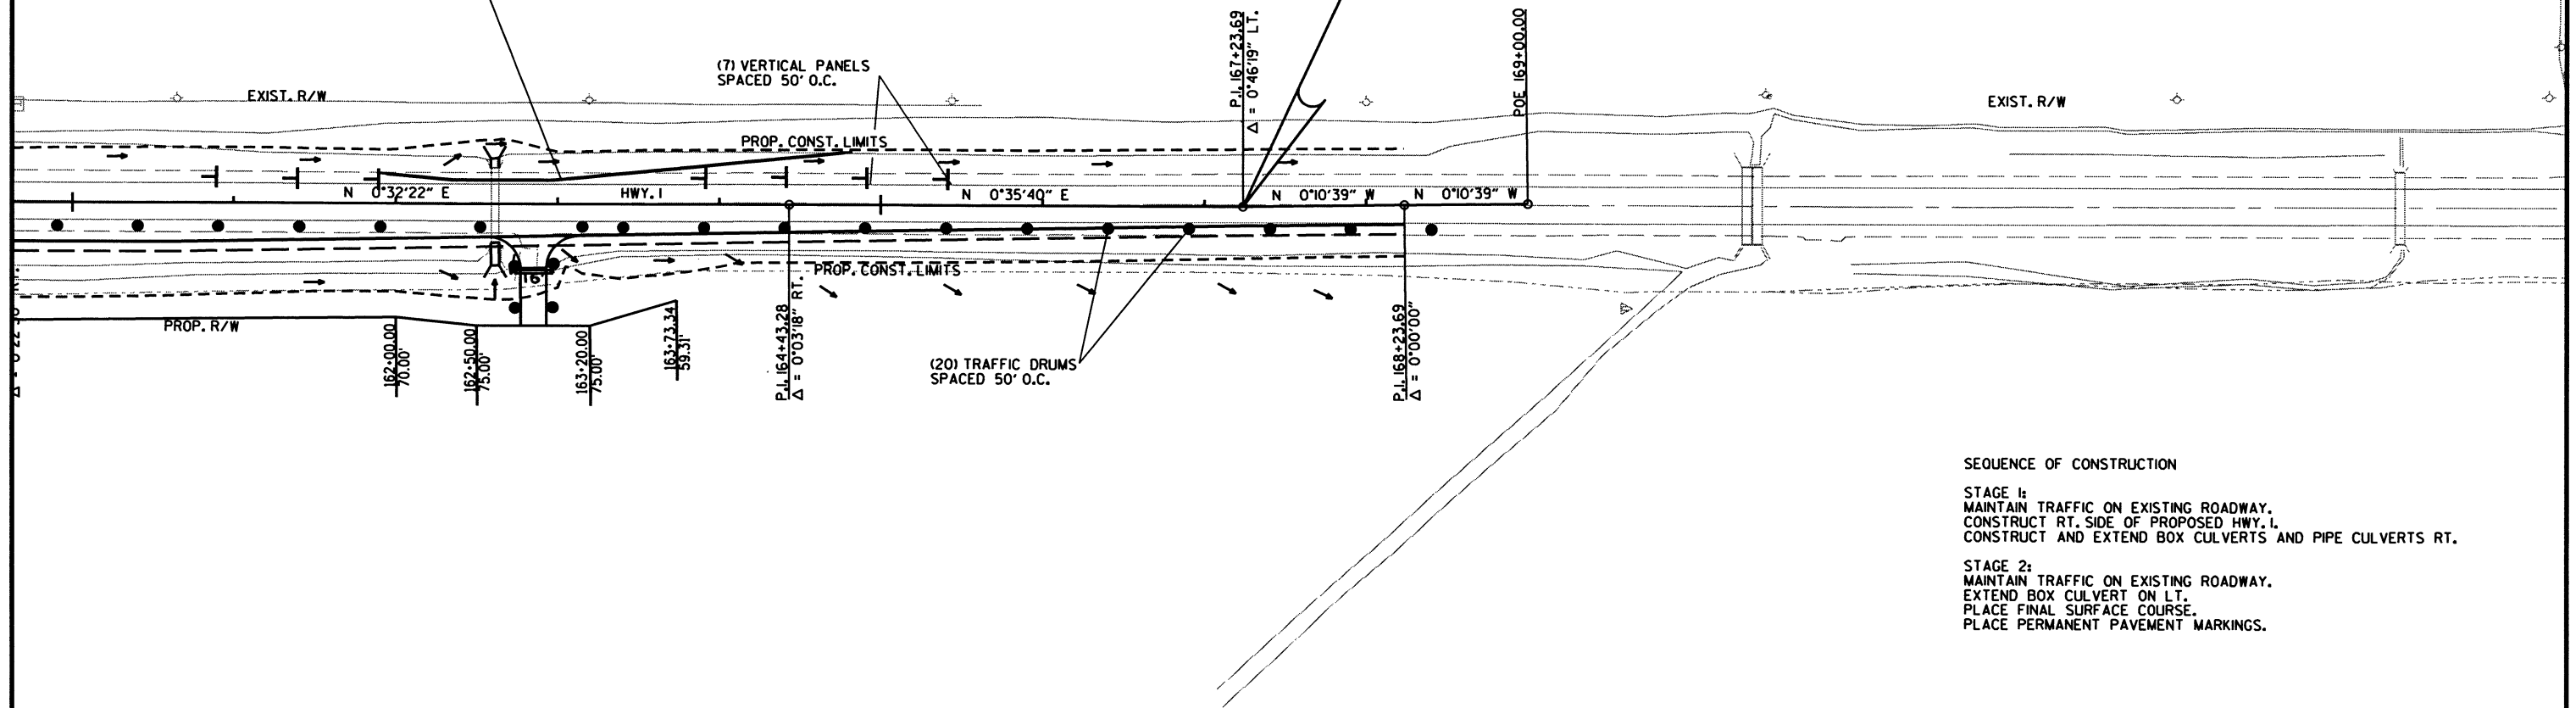 P.I. 167+23.69
Δ = 0°46'19" LT.
POE 169+00.00
(7) VERTICAL PANELS
SPACED 50' O.C.
EXIST. R/W
EXIST. R/W
PROP. CONST. LIMITS
N 0°32'22" E
HWY. 1
N 0°35'40" E
N 0°10'39" W
N 0°10'39" W
PROP. CONST. LIMITS
16'
PROP. R/W
162+00.00
70.00'
162+50.00
75.00'
163+20.00
75.00'
163+73.34
59.31'
P.I. 164+43.28
Δ = 0°03'18" RT.
(20) TRAFFIC DRUMS
SPACED 50' O.C.
P.I. 168+23.69
Δ = 0°00'00"
SEQUENCE OF CONSTRUCTION
STAGE 1:
MAINTAIN TRAFFIC ON EXISTING ROADWAY.
CONSTRUCT RT. SIDE OF PROPOSED HWY. 1.
CONSTRUCT AND EXTEND BOX CULVERTS AND PIPE CULVERTS RT.
STAGE 2:
MAINTAIN TRAFFIC ON EXISTING ROADWAY.
EXTEND BOX CULVERT ON LT.
PLACE FINAL SURFACE COURSE.
PLACE PERMANENT PAVEMENT MARKINGS.